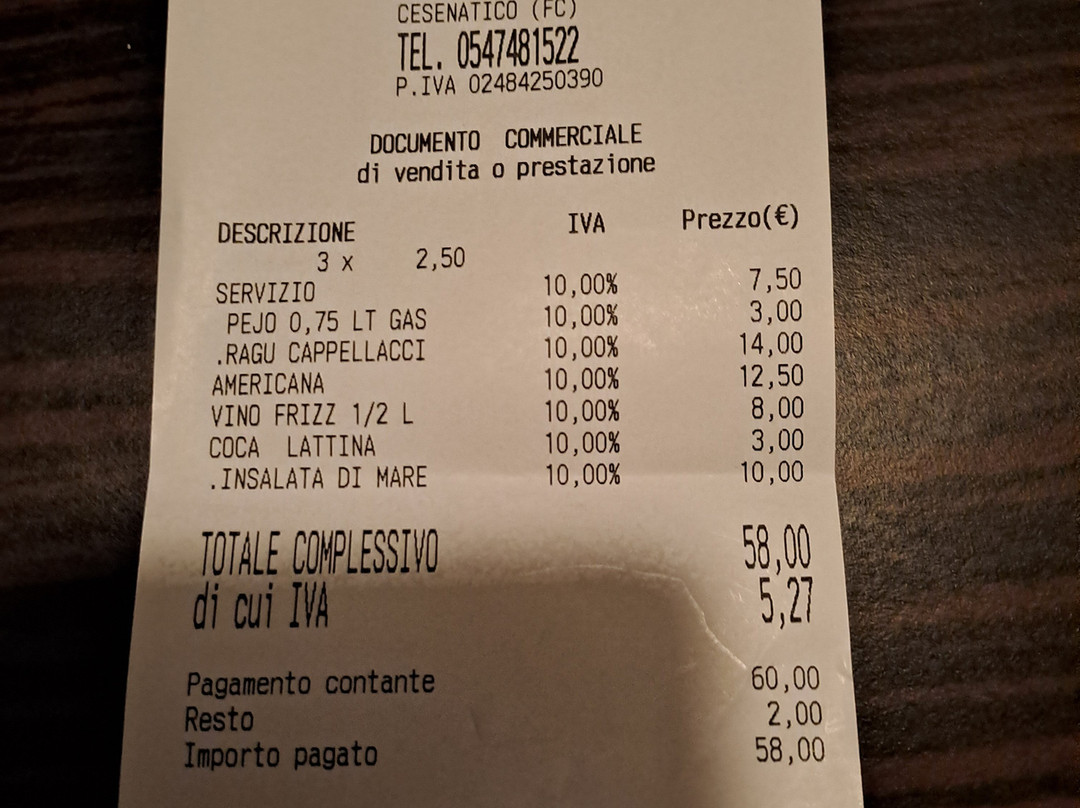 CESENATICO (FC)
TEL. 0547481522
P.IVA 02484250390
DOCUMENTO COMMERCIALE
di vendita o prestazione
DESCRIZIONE IVA Prezzo(€)
3 x 2,50
SERVIZIO 10,00% 7,50
PEJO 0,75 LT GAS 10,00% 3,00
.RAGU CAPPELLACCI 10,00% 14,00
AMERICANA 10,00% 12,50
VINO FRIZZ 1/2 L 10,00% 8,00
COCA LATTINA 10,00% 3,00
.INSALATA DI MARE 10,00% 10,00
TOTALE COMPLESSIVO 58,00
di cui IVA 5,27
Pagamento contante 60,00
Resto 2,00
Importo pagato 58,00